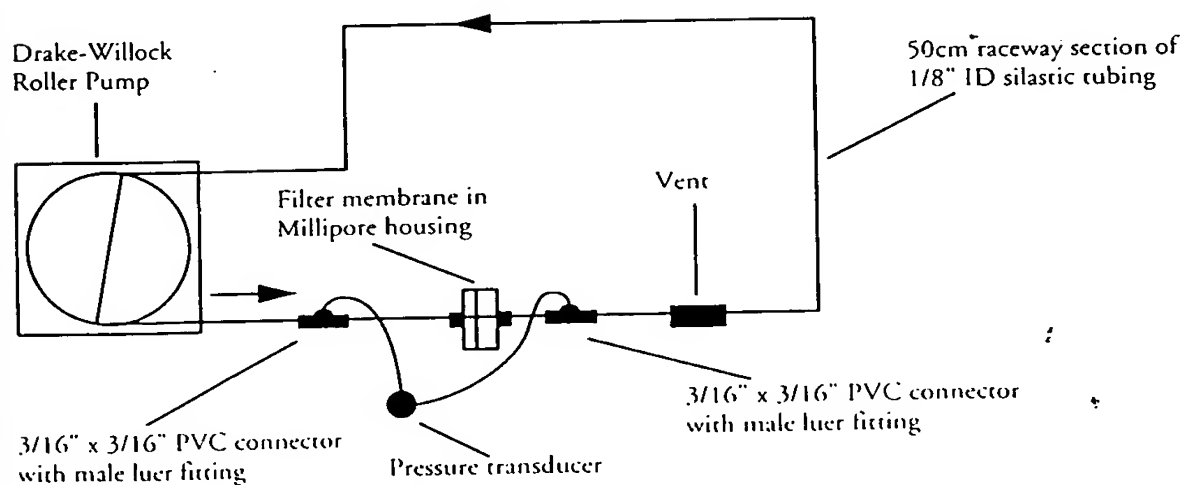 Drake-Willock
Roller Pump
50cm raceway section of
1/8" ID silastic tubing
Filter membrane in
Millipore housing
Vent
3/16" x 3/16" PVC connector
with male luer fitting
Pressure transducer
3/16" x 3/16" PVC connector
with male luer fitting